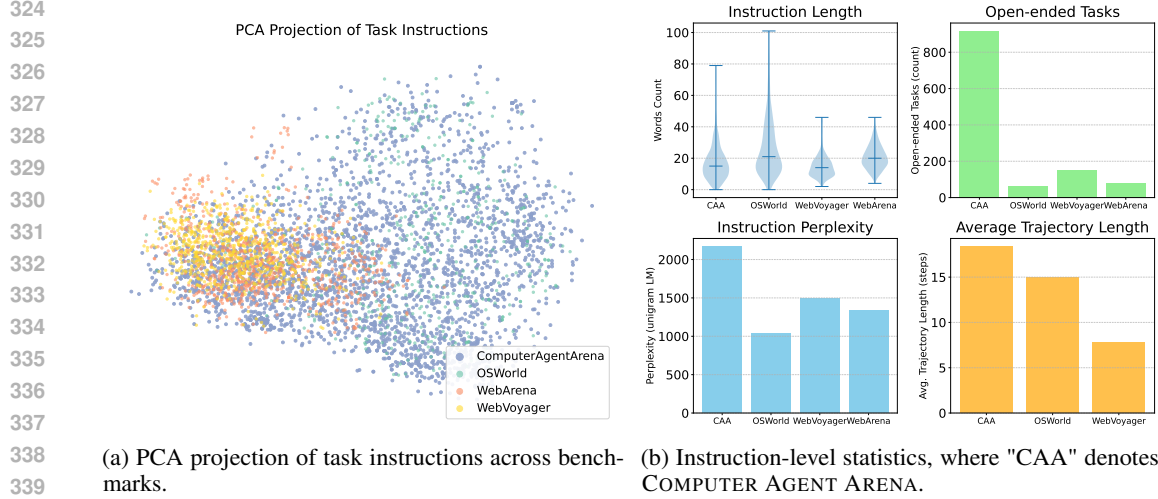 324
325
326
327
328
329
330
331
332
333
334
335
336
337
338
339
PCA Projection of Task Instructions
ComputerAgentArena
OSWorld
WebArena
WebVoyager
(a) PCA projection of task instructions across bench-
marks.
Instruction Length
Words Count
100
80
60
40
20
0
CAA OSWorld WebVoyager WebArena
Open-ended Tasks
Open-ended Tasks (count)
800
600
400
200
0
CAA OSWorld WebVoyager WebArena
Instruction Perplexity
Perplexity (unigram LM)
2000
1500
1000
500
0
CAA OSWorld WebVoyager WebArena
Average Trajectory Length
Avg. Trajectory Length (steps)
15
10
5
0
CAA OSWorld WebVoyager
(b) Instruction-level statistics, where "CAA" denotes
COMPUTER AGENT ARENA.